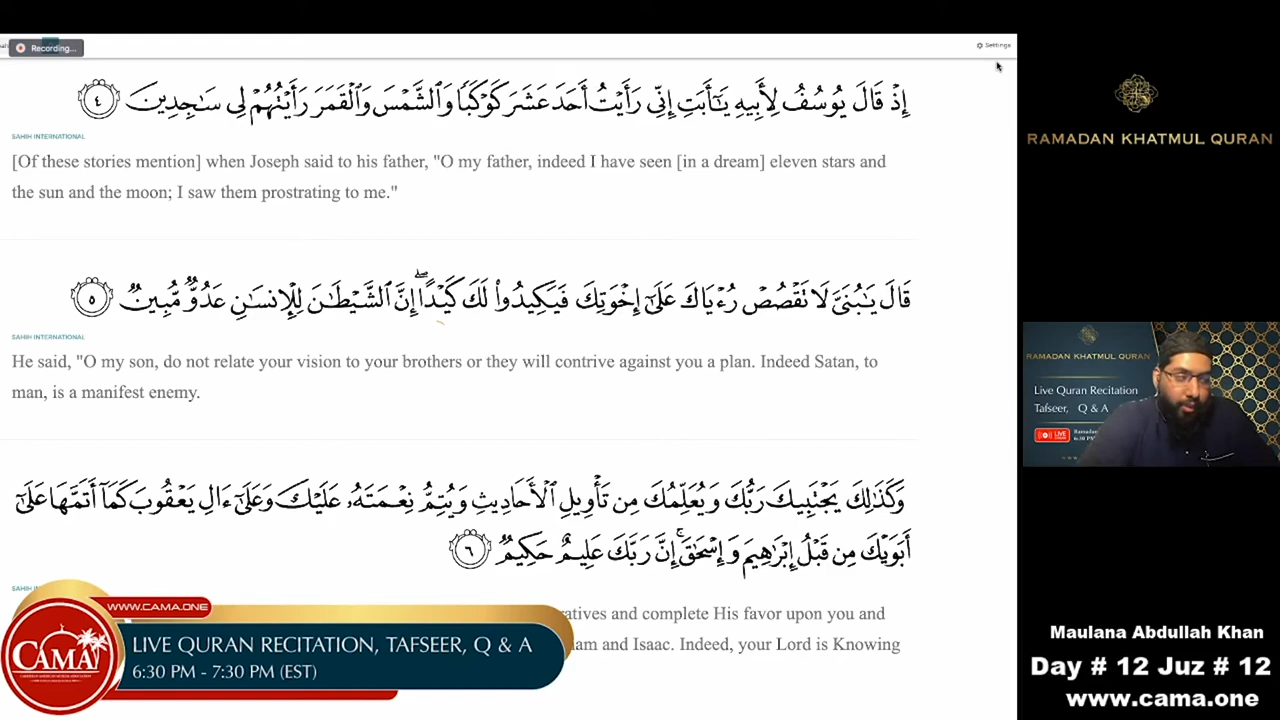 Recording...
Settings
إِذْ قَالَ يُوسُفُ لِأَبِيهِ يَـٰٓأَبَتِ إِنِّى رَأَيْتُ أَحَدَ عَشَرَ كَوْكَبًا وَٱلشَّمْسَ وَٱلْقَمَرَ رَأَيْتُهُمْ لِى سَـٰجِدِينَ ٤
SAHIH INTERNATIONAL
[Of these stories mention] when Joseph said to his father, "O my father, indeed I have seen [in a dream] eleven stars and
the sun and the moon; I saw them prostrating to me."
قَالَ يَـٰبُنَىَّ لَا تَقْصُصْ رُءْيَاكَ عَلَىٰٓ إِخْوَتِكَ فَيَكِيدُوا۟ لَكَ كَيْدًا ۖ إِنَّ ٱلشَّيْطَـٰنَ لِلْإِنسَـٰنِ عَدُوٌّ مُّبِينٌ ٥
SAHIH INTERNATIONAL
He said, "O my son, do not relate your vision to your brothers or they will contrive against you a plan. Indeed Satan, to
man, is a manifest enemy.
وَكَذَٰلِكَ يَجْتَبِيكَ رَبُّكَ وَيُعَلِّمُكَ مِن تَأْوِيلِ ٱلْأَحَادِيثِ وَيُتِمُّ نِعْمَتَهُۥ عَلَيْكَ وَعَلَىٰٓ ءَالِ يَعْقُوبَ كَمَآ أَتَمَّهَا عَلَىٰٓ
أَبَوَيْكَ مِن قَبْلُ إِبْرَٰهِيمَ وَإِسْحَـٰقَ ۚ إِنَّ رَبَّكَ عَلِيمٌ حَكِيمٌ ٦
SAHIH IN
ratives and complete His favor upon you and
am and Isaac. Indeed, your Lord is Knowing
WWW.CAMA.ONE
LIVE QURAN RECITATION, TAFSEER, Q & A
6:30 PM - 7:30 PM (EST)
CAMA
RAMADAN KHATMUL QURAN
RAMADAN KHATMUL QURAN
Live Quran Recitation
Tafseer, Q & A
LIVE
Maulana Abdullah Khan
Day # 12 Juz # 12
www.cama.one